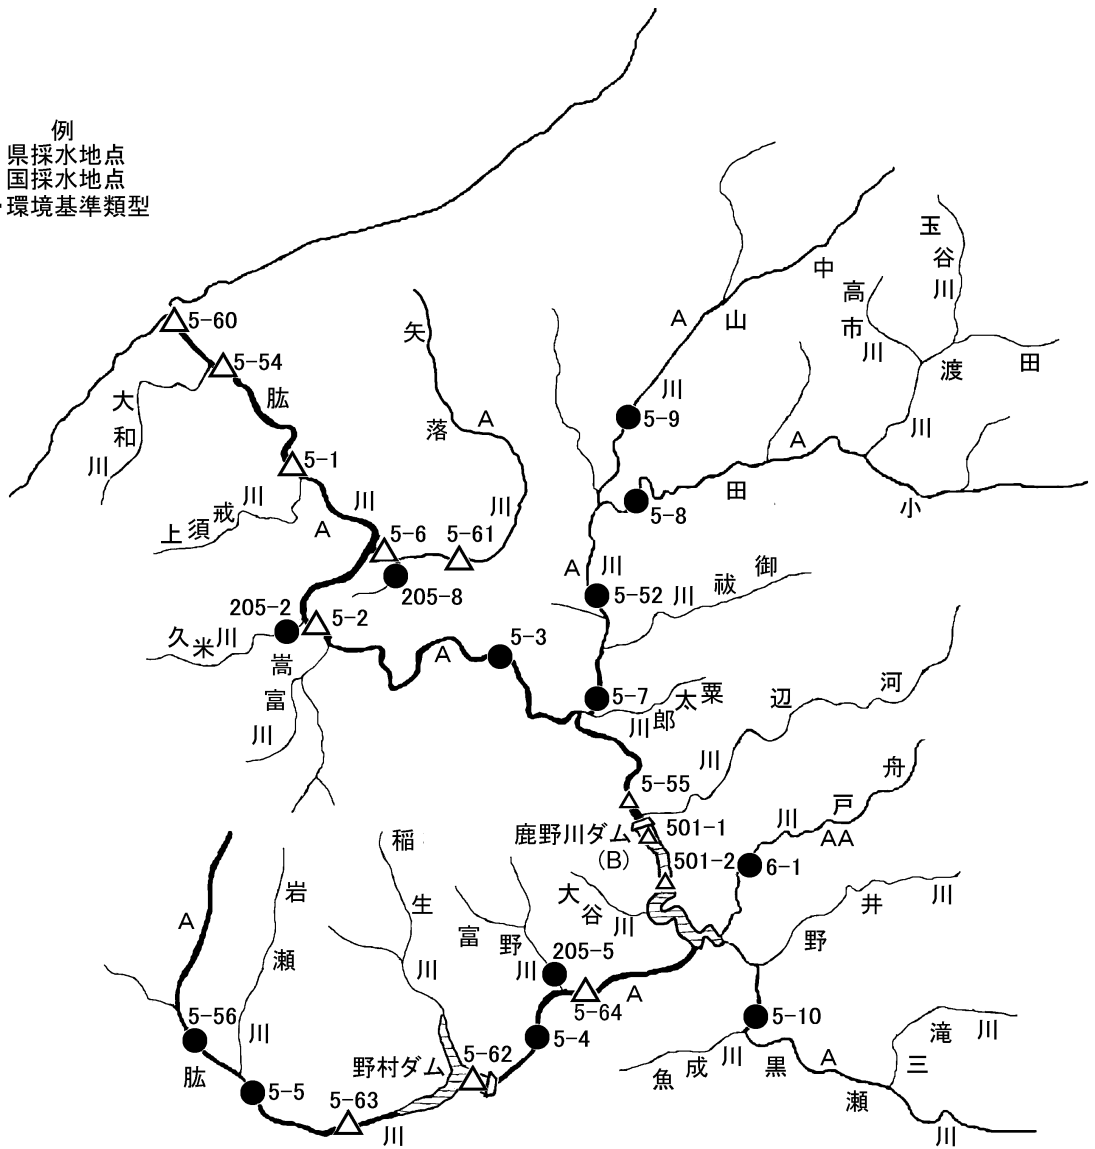 例
県採水地点
国採水地点
・環境基準類型
5-60
5-54
大和川
肱川
5-1
上須戒川
A
矢落川
A
5-6
5-61
205-8
205-2
5-2
久米川
嵩富川
A
5-3
中山川
A
5-9
玉谷川
高市川
渡
田
川
A
小田川
5-8
A
5-52
御祓川
5-7
粟太郎川
河辺川
5-55
鹿野川ダム
(B)
501-1
501-2
舟戸川
AA
6-1
大谷川
野井川
A
岩瀬川
稲生川
富野川
205-5
5-64
A
5-4
5-56
肱川
5-5
5-63
野村ダム
5-62
5-10
魚成川
黒瀬川
A
三滝川